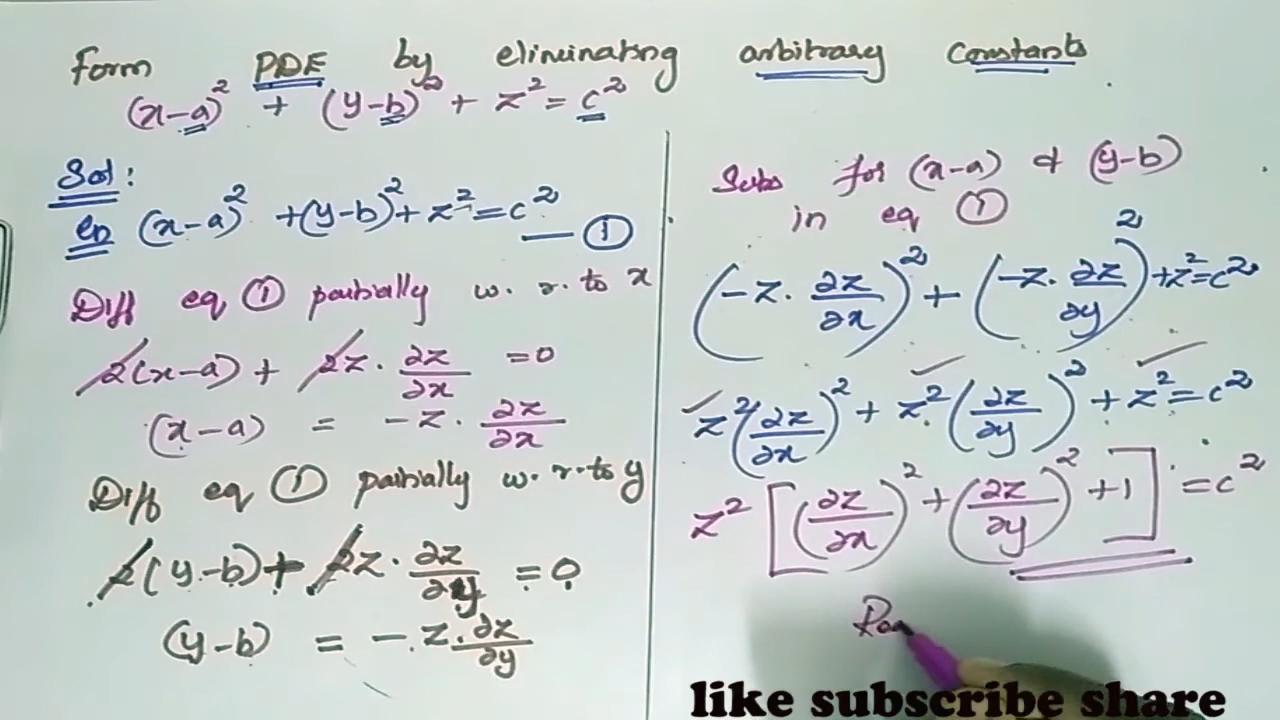 Form PDE by eliminating arbitrary constants
(x-a)² + (y-b)² + z² = c²
Sol:
(x-a)² + (y-b)² + z² = c² — ①
Diff eq ① partially w. r. to x
2(x-a) + 2z · ∂z/∂x = 0
(x-a) = -z · ∂z/∂x
Diff eq ① partially w. r. to y
2(y-b) + 2z · ∂z/∂y = 0
(y-b) = -z · ∂z/∂y
Subs for (x-a) & (y-b)
in eq ①
(-z · ∂z/∂x)² + (-z · ∂z/∂y)² + z² = c²
z² (∂z/∂x)² + z² (∂z/∂y)² + z² = c²
z² [(∂z/∂x)² + (∂z/∂y)² + 1] = c²
like subscribe share